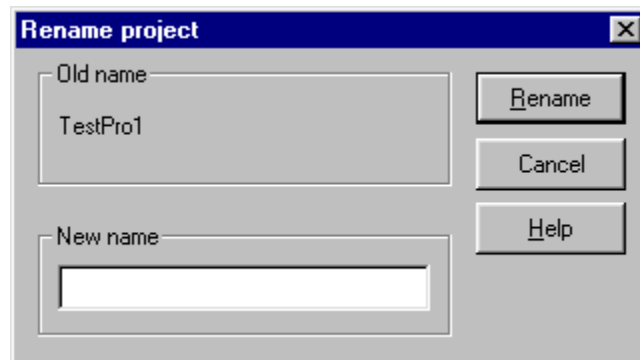 Rename project
Old name
TestPro1
Rename
Cancel
Help
New name